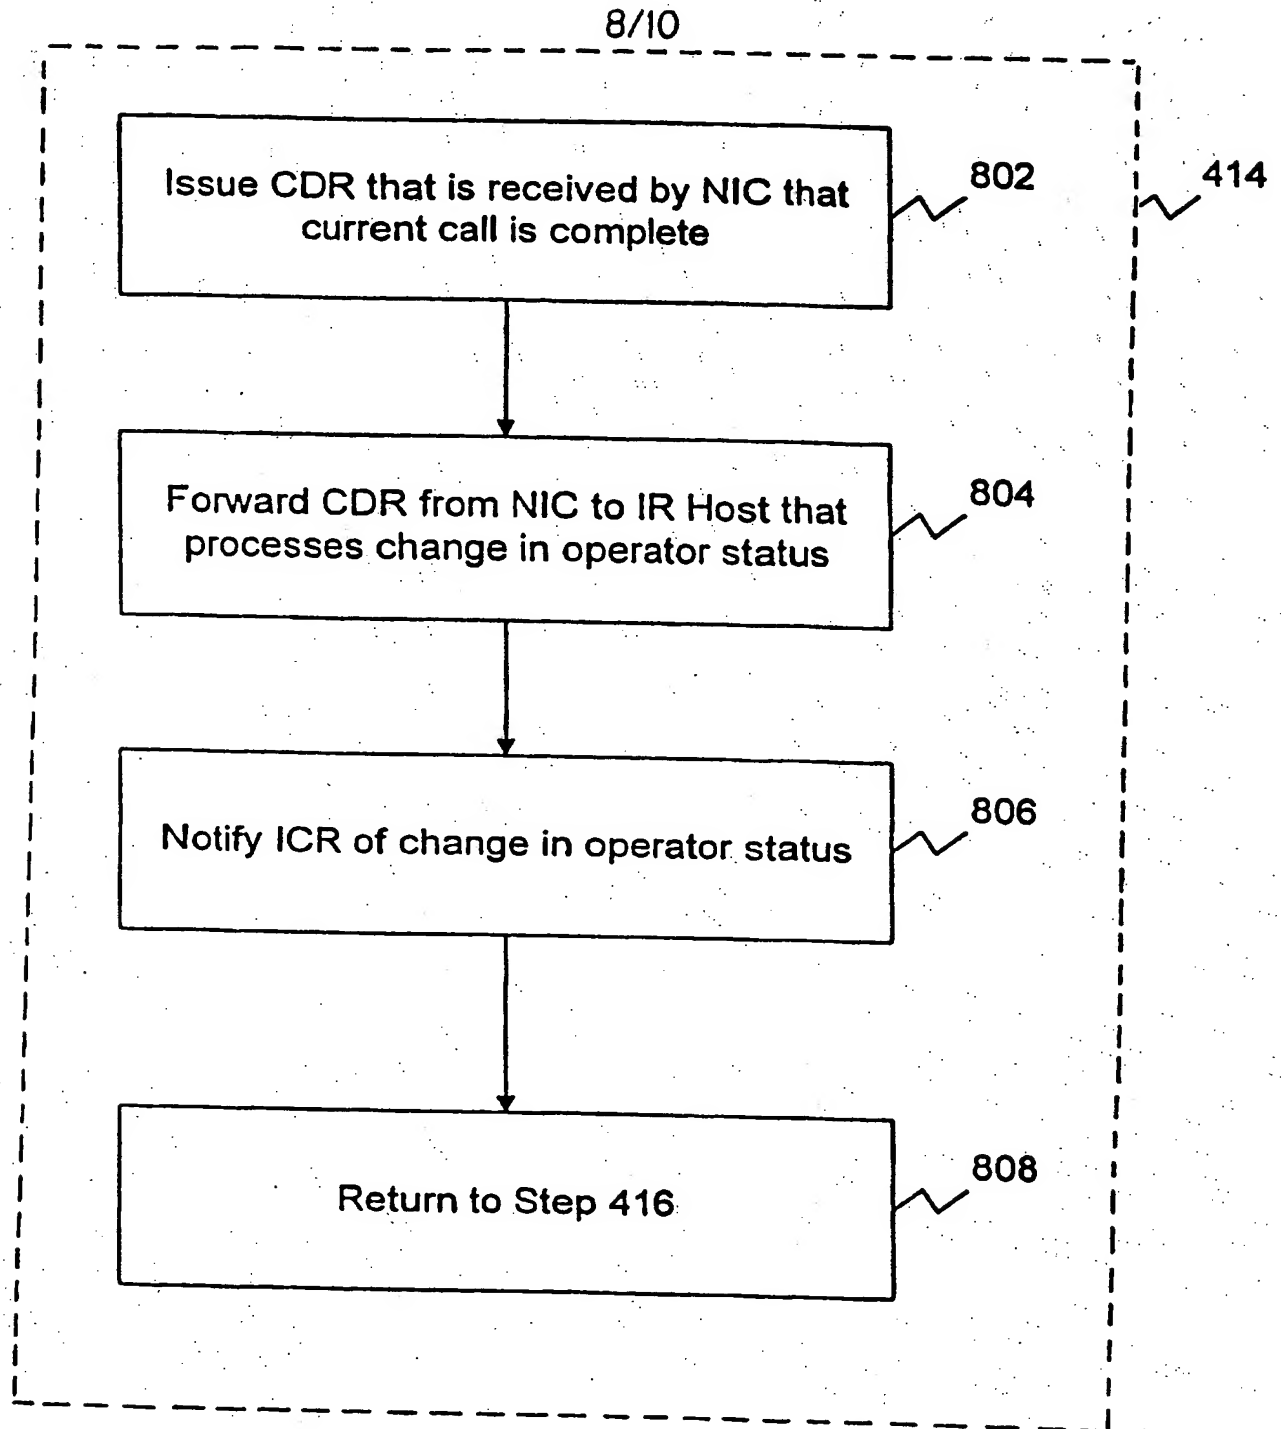 8/10
Issue CDR that is received by NIC that
current call is complete
802
414
Forward CDR from NIC to IR Host that
processes change in operator status
804
Notify ICR of change in operator status
806
Return to Step 416
808